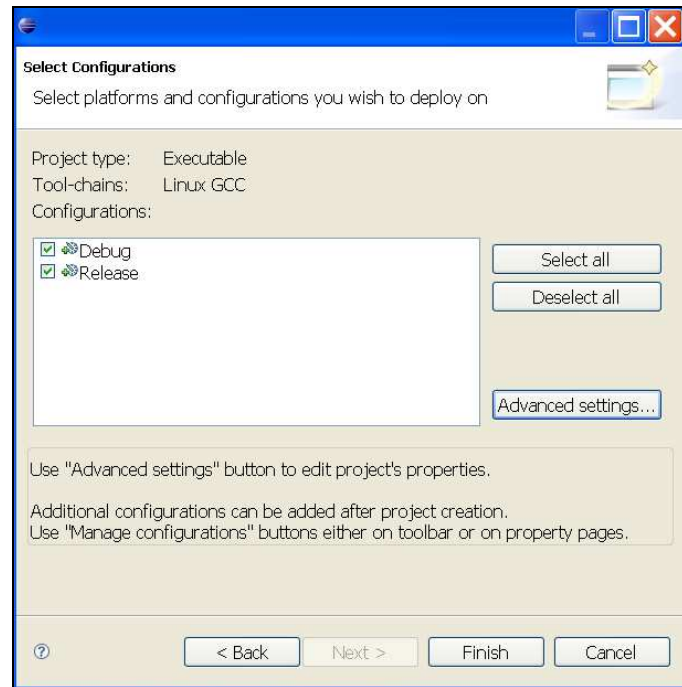 Select Configurations
Select platforms and configurations you wish to deploy on
Project type: Executable
Tool-chains: Linux GCC
Configurations:
Debug
Release
Select all
Deselect all
Advanced settings...
Use "Advanced settings" button to edit project's properties.
Additional configurations can be added after project creation.
Use "Manage configurations" buttons either on toolbar or on property pages.
?
< Back
Next >
Finish
Cancel